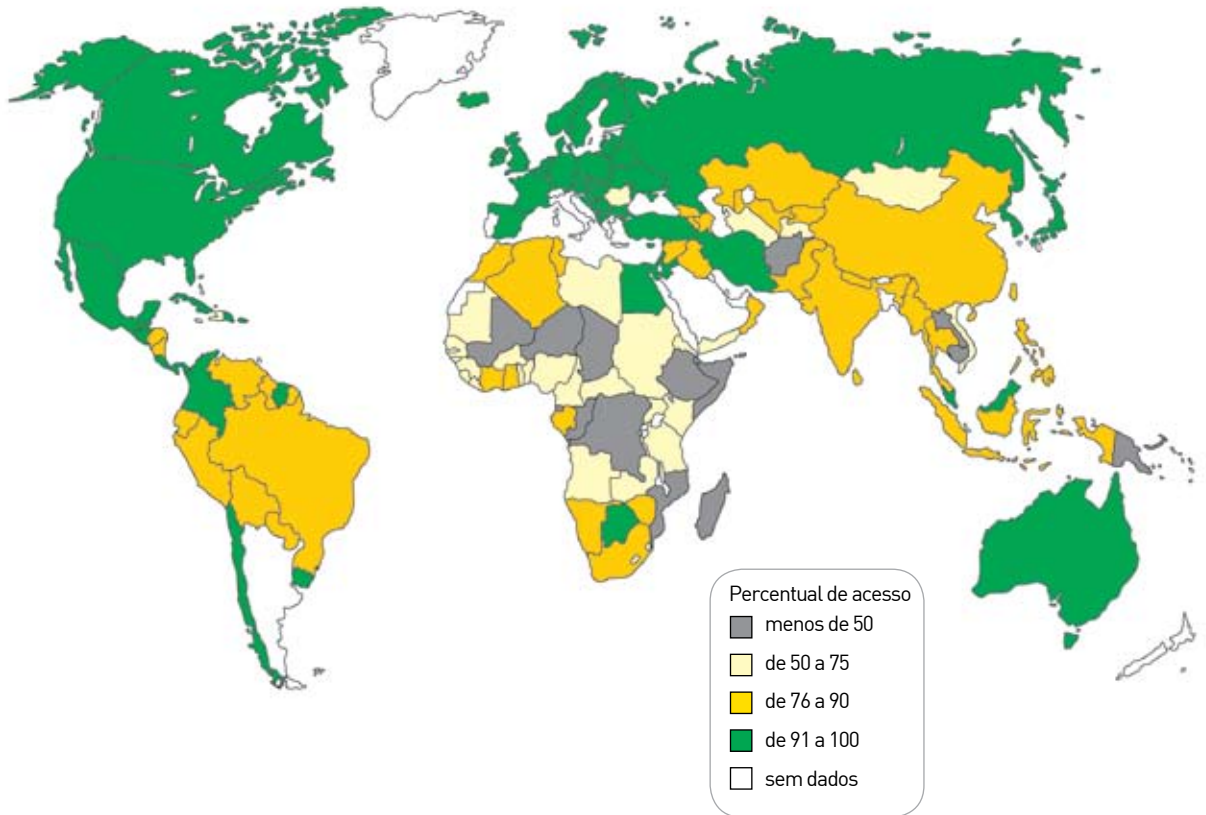 Percentual de acesso
menos de 50
de 50 a 75
de 76 a 90
de 91 a 100
sem dados